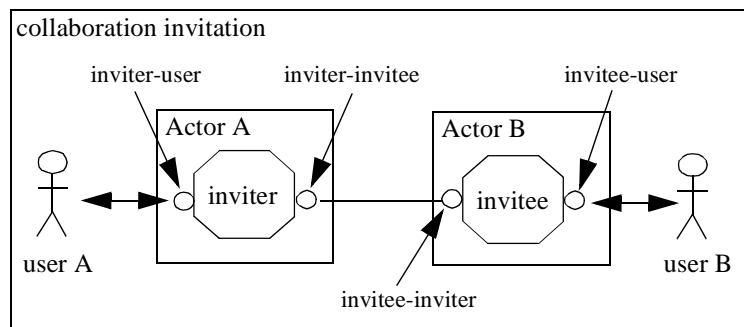 collaboration invitation
inviter-user
inviter-invitee
invitee-user
Actor A
Actor B
inviter
invitee
user A
user B
invitee-inviter